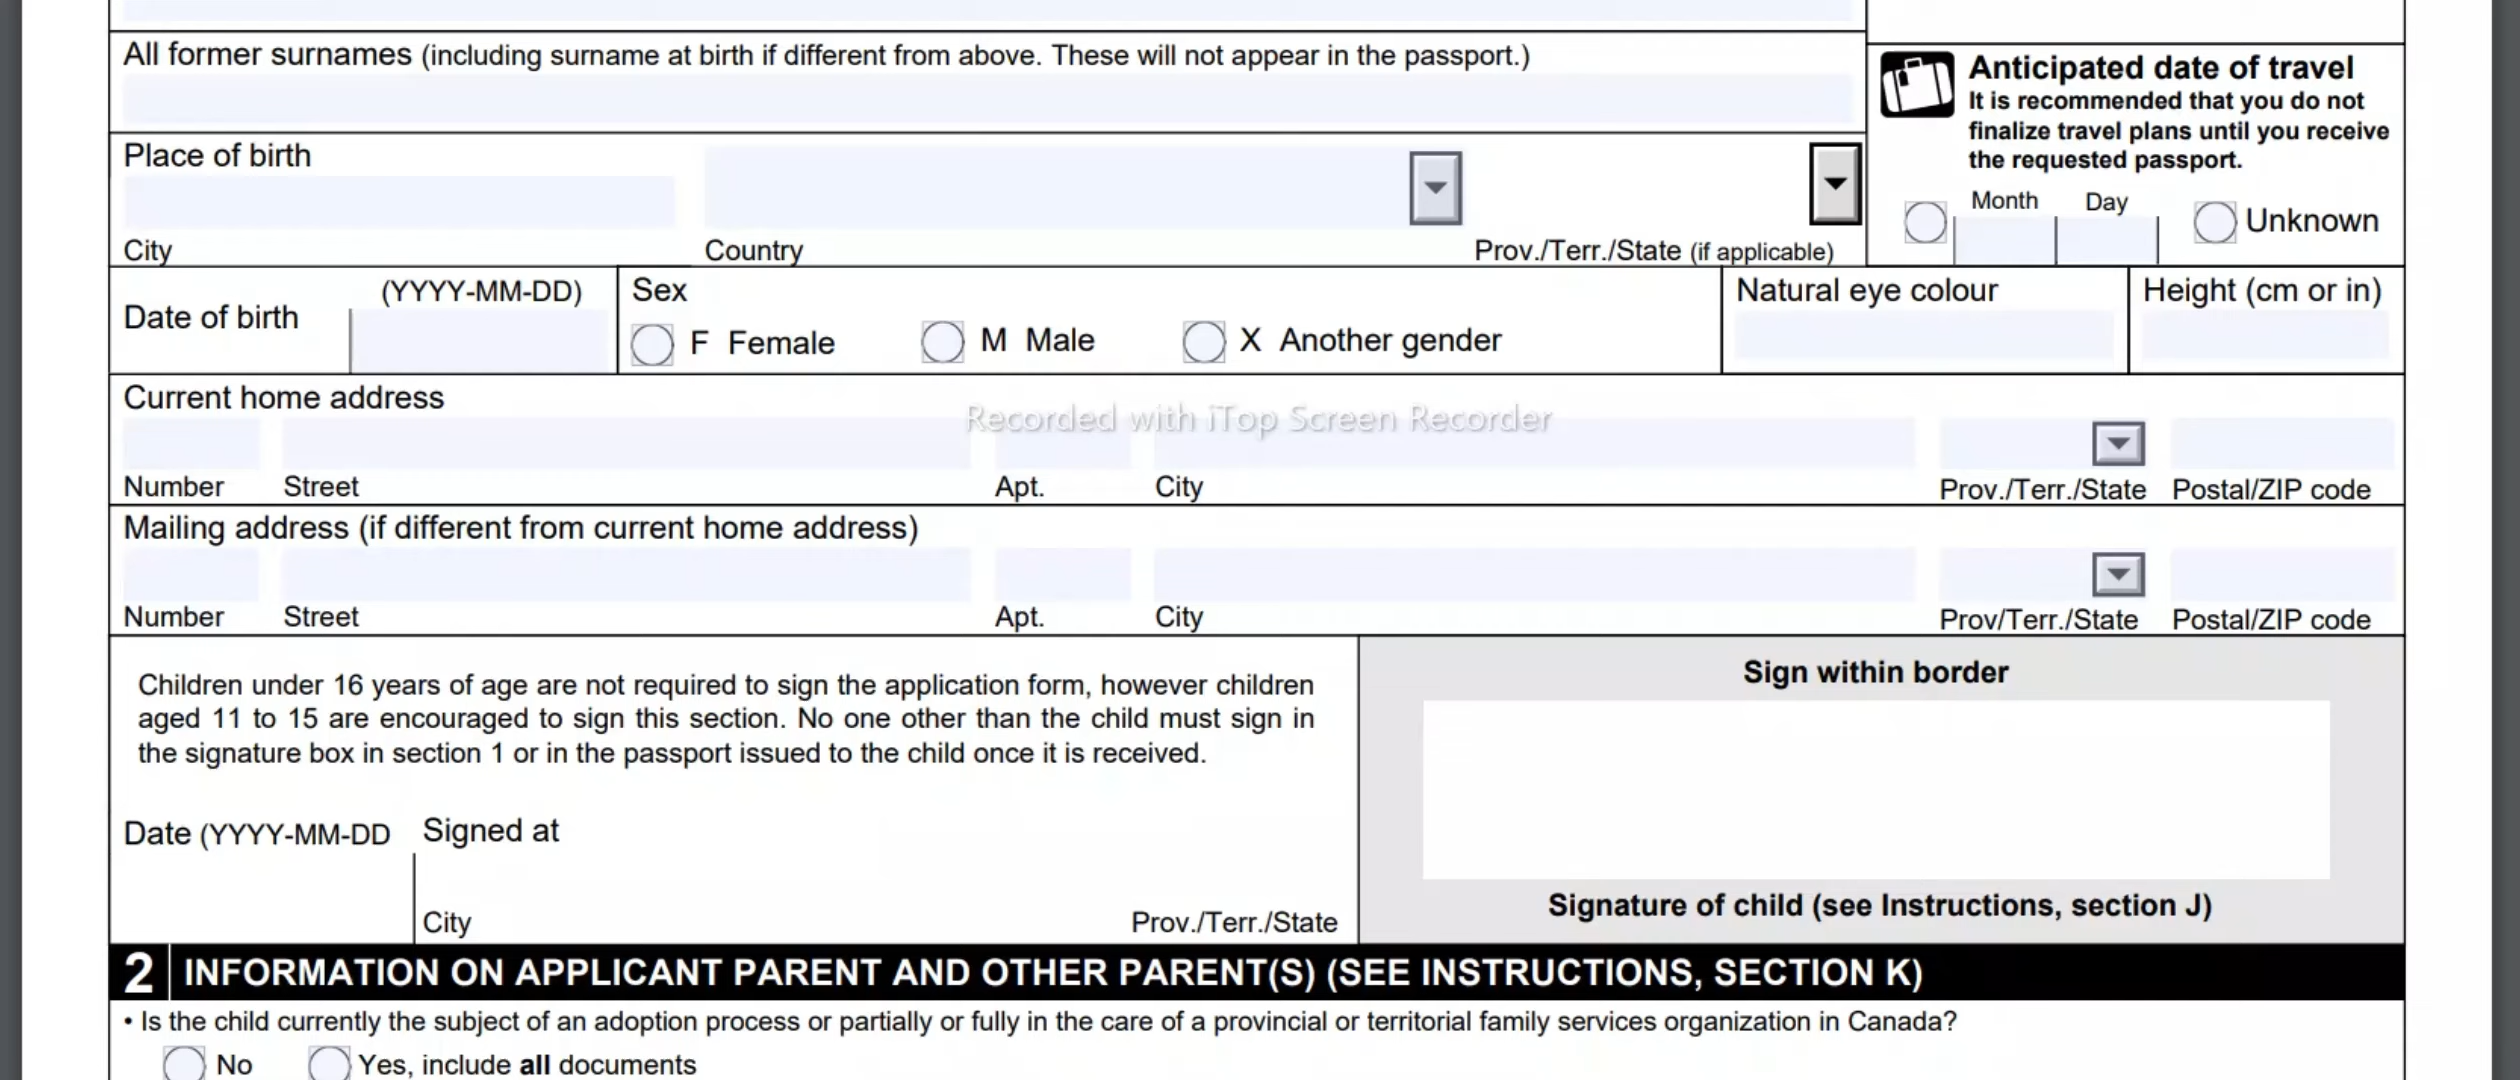 All former surnames (including surname at birth if different from above. These will not appear in the passport.)
Anticipated date of travel
It is recommended that you do not
finalize travel plans until you receive
the requested passport.
Month Day Unknown
Place of birth
City Country Prov./Terr./State (if applicable)
Date of birth (YYYY-MM-DD)
Sex
F Female M Male X Another gender
Natural eye colour
Height (cm or in)
Current home address
Recorded with iTop Screen Recorder
Number Street Apt. City Prov./Terr./State Postal/ZIP code
Mailing address (if different from current home address)
Number Street Apt. City Prov/Terr./State Postal/ZIP code
Children under 16 years of age are not required to sign the application form, however children
aged 11 to 15 are encouraged to sign this section. No one other than the child must sign in
the signature box in section 1 or in the passport issued to the child once it is received.
Date (YYYY-MM-DD Signed at
City Prov./Terr./State
Sign within border
Signature of child (see Instructions, section J)
2 INFORMATION ON APPLICANT PARENT AND OTHER PARENT(S) (SEE INSTRUCTIONS, SECTION K)
• Is the child currently the subject of an adoption process or partially or fully in the care of a provincial or territorial family services organization in Canada?
No Yes, include all documents